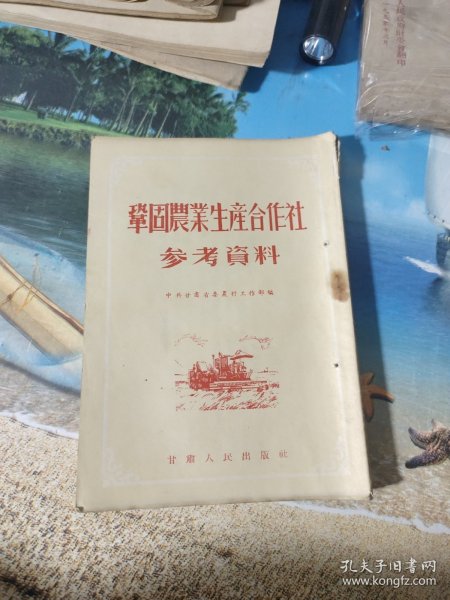 鞏固農業生産合作社
参考資料
中共甘肅省委農村工作部編
甘肅人民出版社
孔夫子旧书网
www.kongfz.com